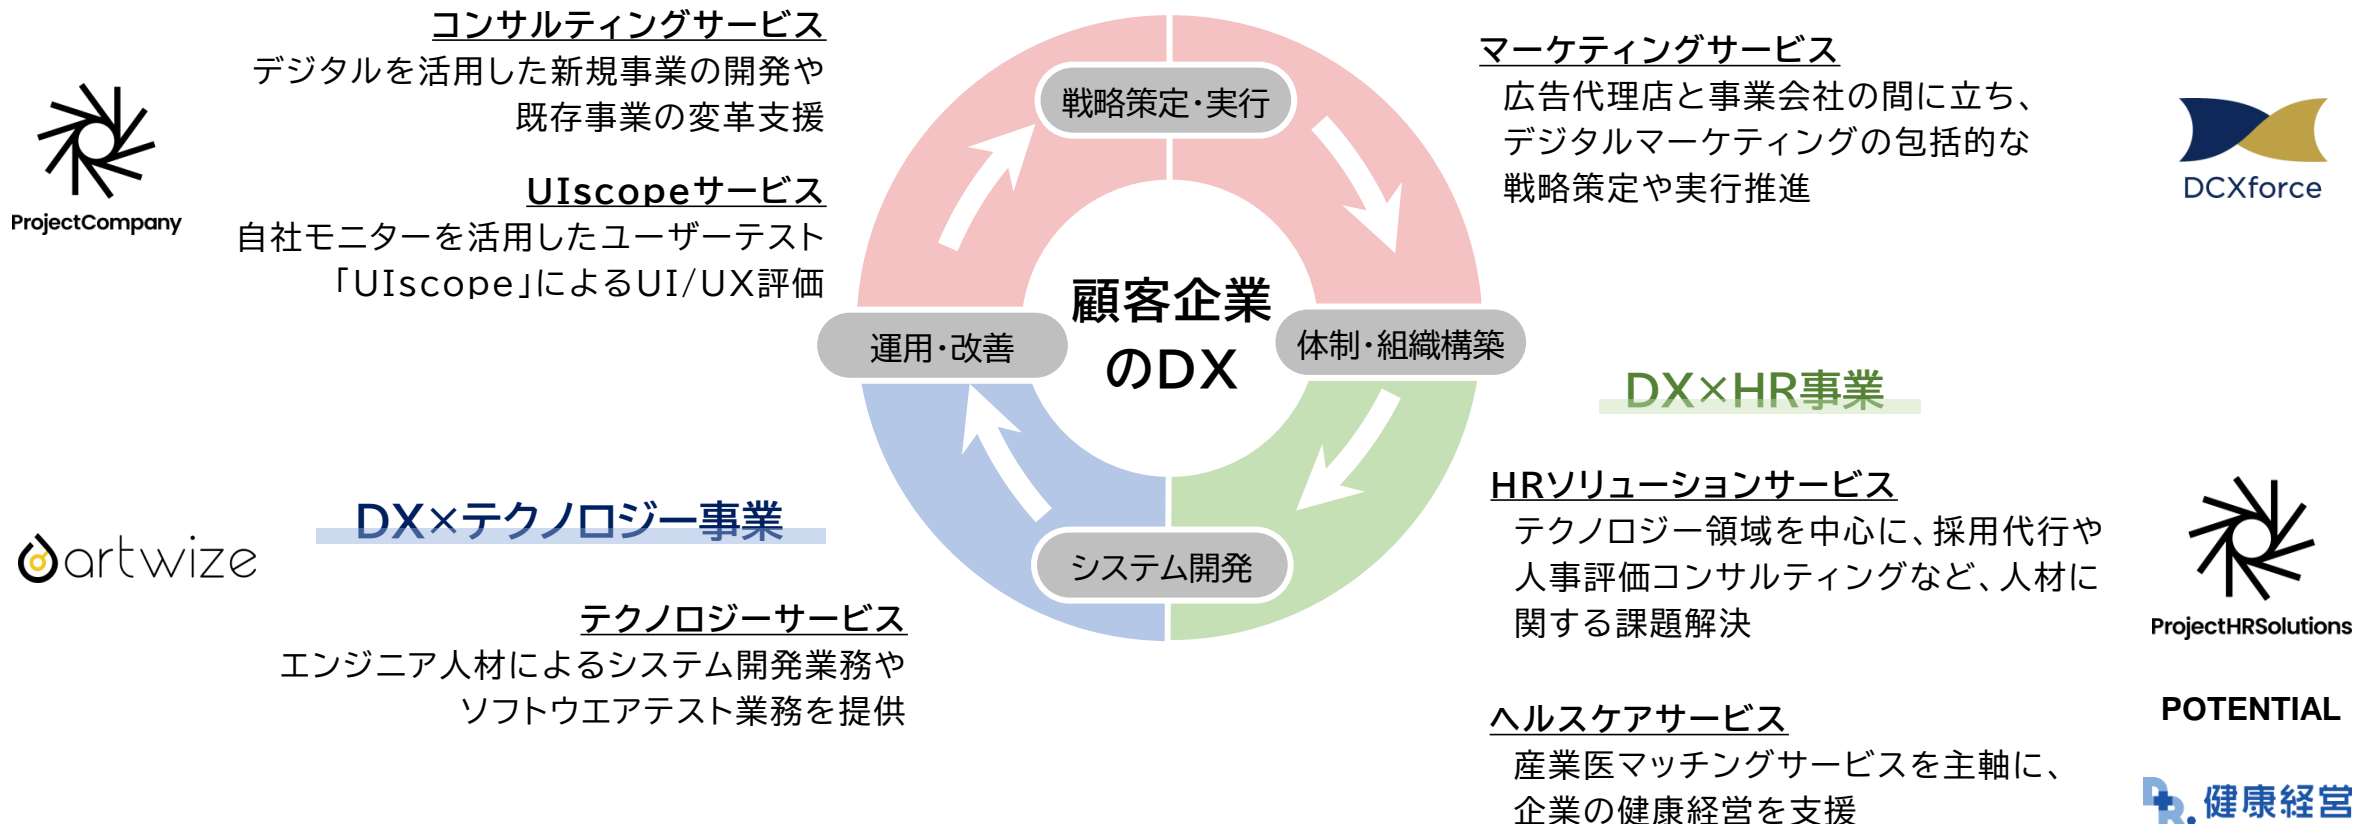 コンサルティングサービス
デジタルを活用した新規事業の開発や
既存事業の変革支援
ProjectCompany
UIscopeサービス
自社モニターを活用したユーザーテスト
「UIscope」によるUI/UX評価
マーケティングサービス
広告代理店と事業会社の間に立ち、
デジタルマーケティングの包括的な
戦略策定や実行推進
DCXforce
戦略策定・実行
体制・組織構築
システム開発
運用・改善
顧客企業
のDX
DX×テクノロジー事業
artwize
テクノロジーサービス
エンジニア人材によるシステム開発業務や
ソフトウエアテスト業務を提供
DX×HR事業
HRソリューションサービス
テクノロジー領域を中心に、採用代行や
人事評価コンサルティングなど、人材に
関する課題解決
ProjectHRSolutions
POTENTIAL
ヘルスケアサービス
産業医マッチングサービスを主軸に、
企業の健康経営を支援
DR.健康経営